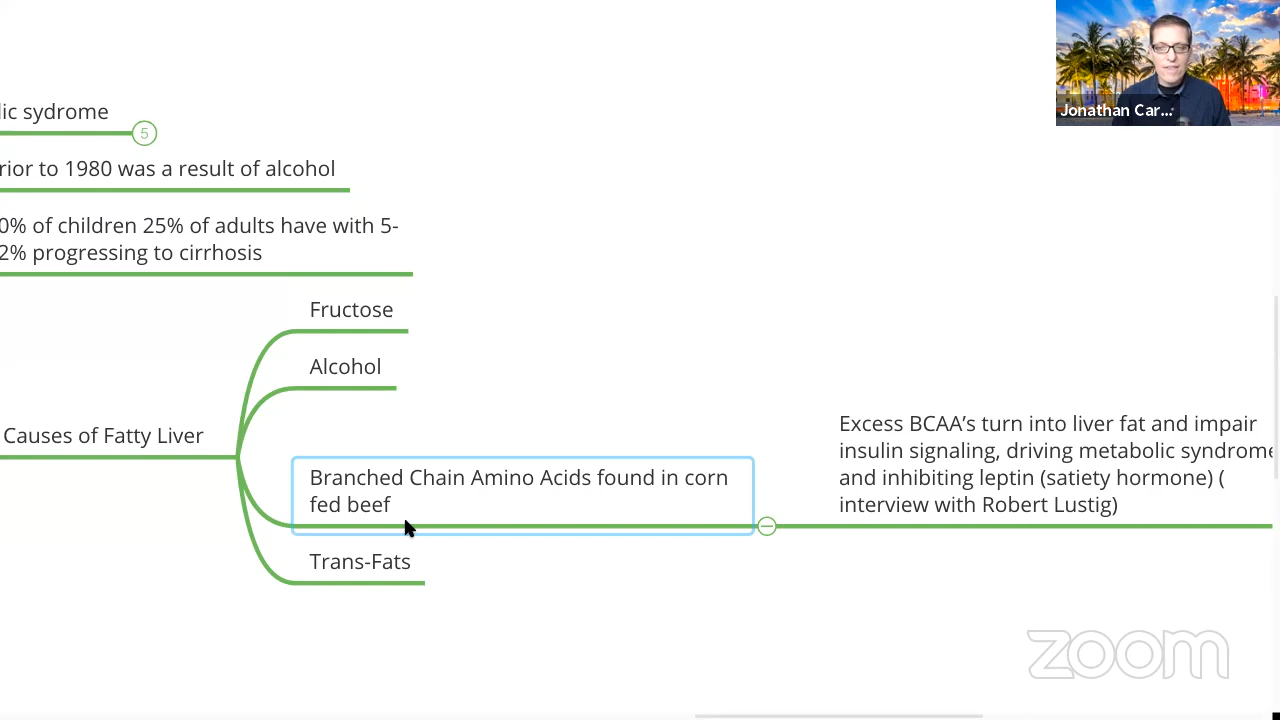 Jonathan Car...
lic sydrome
5
rior to 1980 was a result of alcohol
0% of children 25% of adults have with 5-
2% progressing to cirrhosis
Fructose
Alcohol
Causes of Fatty Liver
Branched Chain Amino Acids found in corn
fed beef
Trans-Fats
Excess BCAA’s turn into liver fat and impair
insulin signaling, driving metabolic syndrome
and inhibiting leptin (satiety hormone) (
interview with Robert Lustig)
zoom